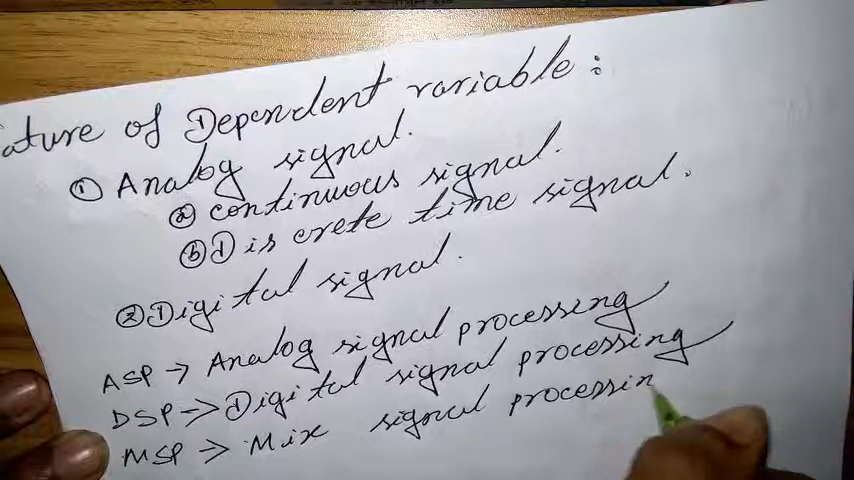 ature of Dependent variable:
① Analog signal.
ⓐ continuous signal.
ⓑ Discrete time signal.
② Digital signal.
ASP → Analog signal processing
DSP → Digital signal processing
MSP → Mix signal processin